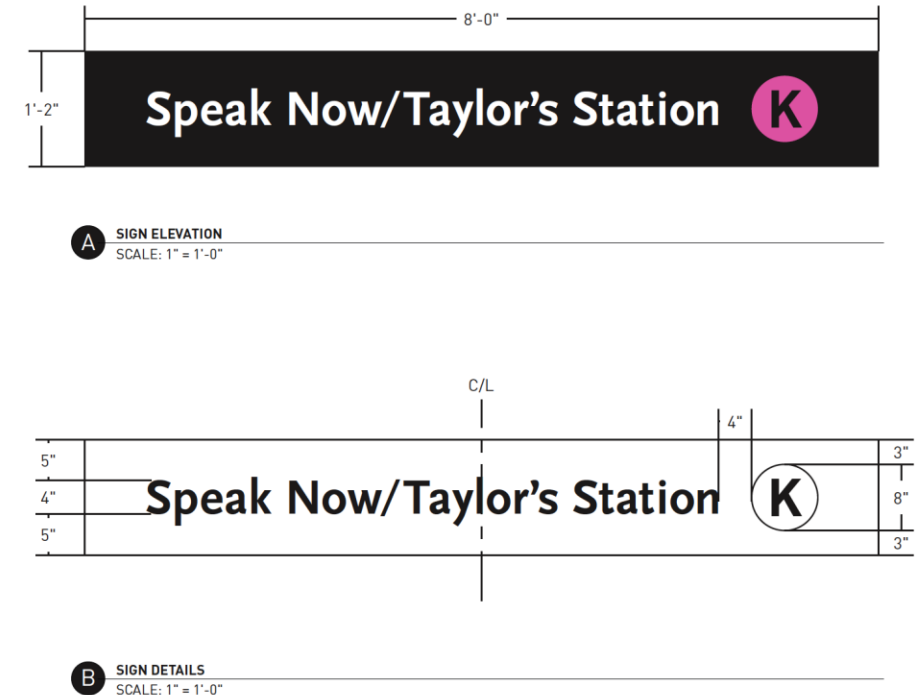 8'-0"
1'-2"
Speak Now/Taylor's Station K
A SIGN ELEVATION
SCALE: 1" = 1'-0"
C/L
4"
5"
3"
4"
Speak Now/Taylor's Station K
8"
5"
3"
B SIGN DETAILS
SCALE: 1" = 1'-0"